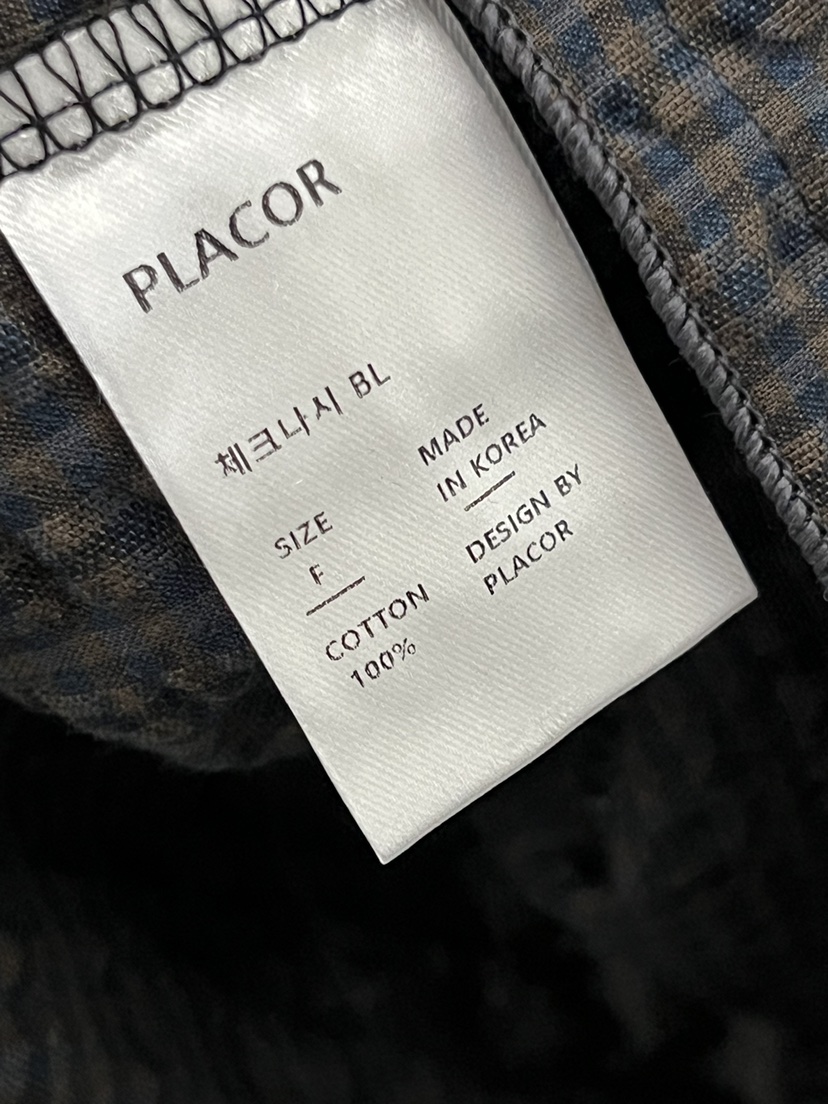 PLACOR
체크나시 BL
SIZE
F
COTTON
100%
MADE
IN KOREA
DESIGN BY
PLACOR